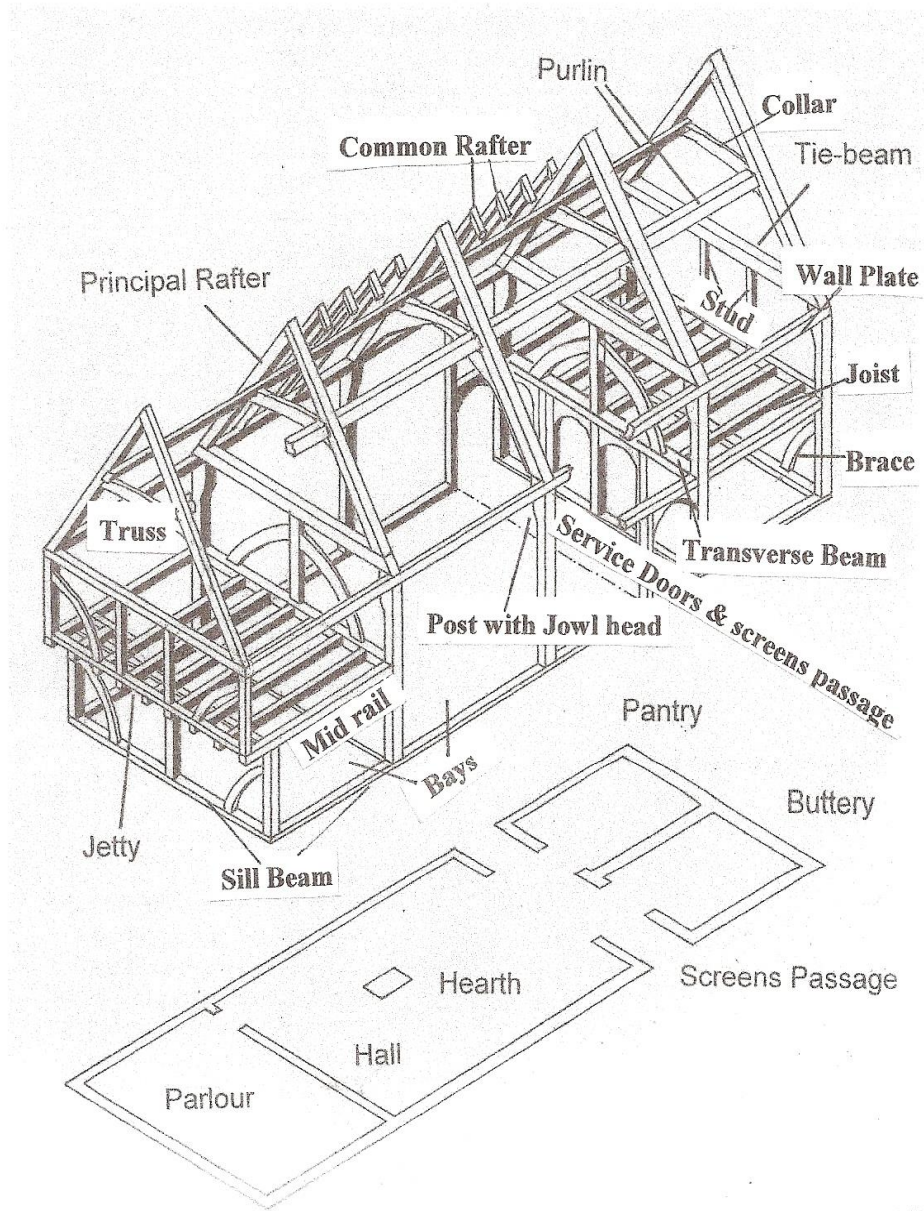 Purlin
Collar
Common Rafter
Tie-beam
Principal Rafter
Wall Plate
Stud
Joist
Brace
Truss
Transverse Beam
Service Doors & screens passage
Post with Jowl head
Mid rail
Bays
Pantry
Buttery
Jetty
Sill Beam
Screens Passage
Hearth
Hall
Parlour